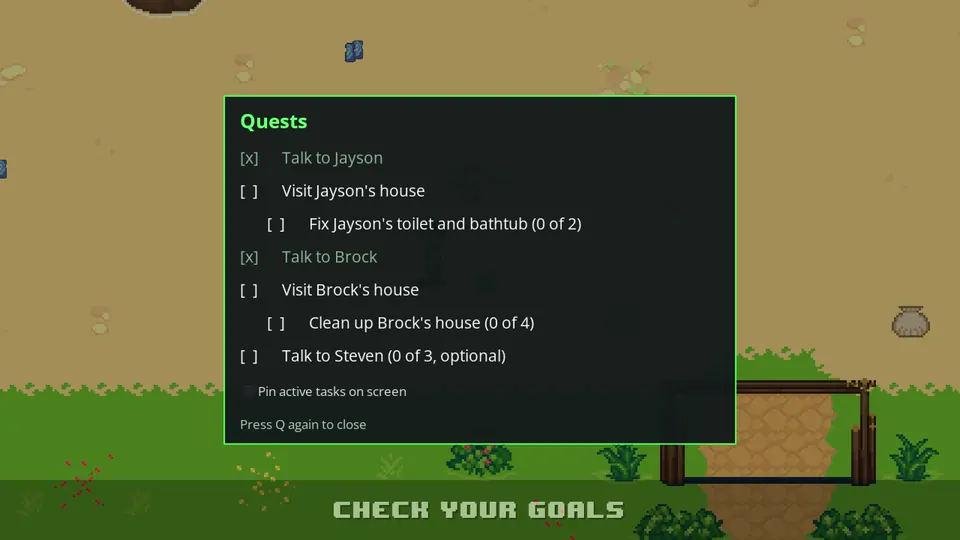 Quests
[x] Talk to Jayson
[ ] Visit Jayson's house
[ ] Fix Jayson's toilet and bathtub (0 of 2)
[x] Talk to Brock
[ ] Visit Brock's house
[ ] Clean up Brock's house (0 of 4)
[ ] Talk to Steven (0 of 3, optional)
Pin active tasks on screen
Press Q again to close
CHECK YOUR GOALS